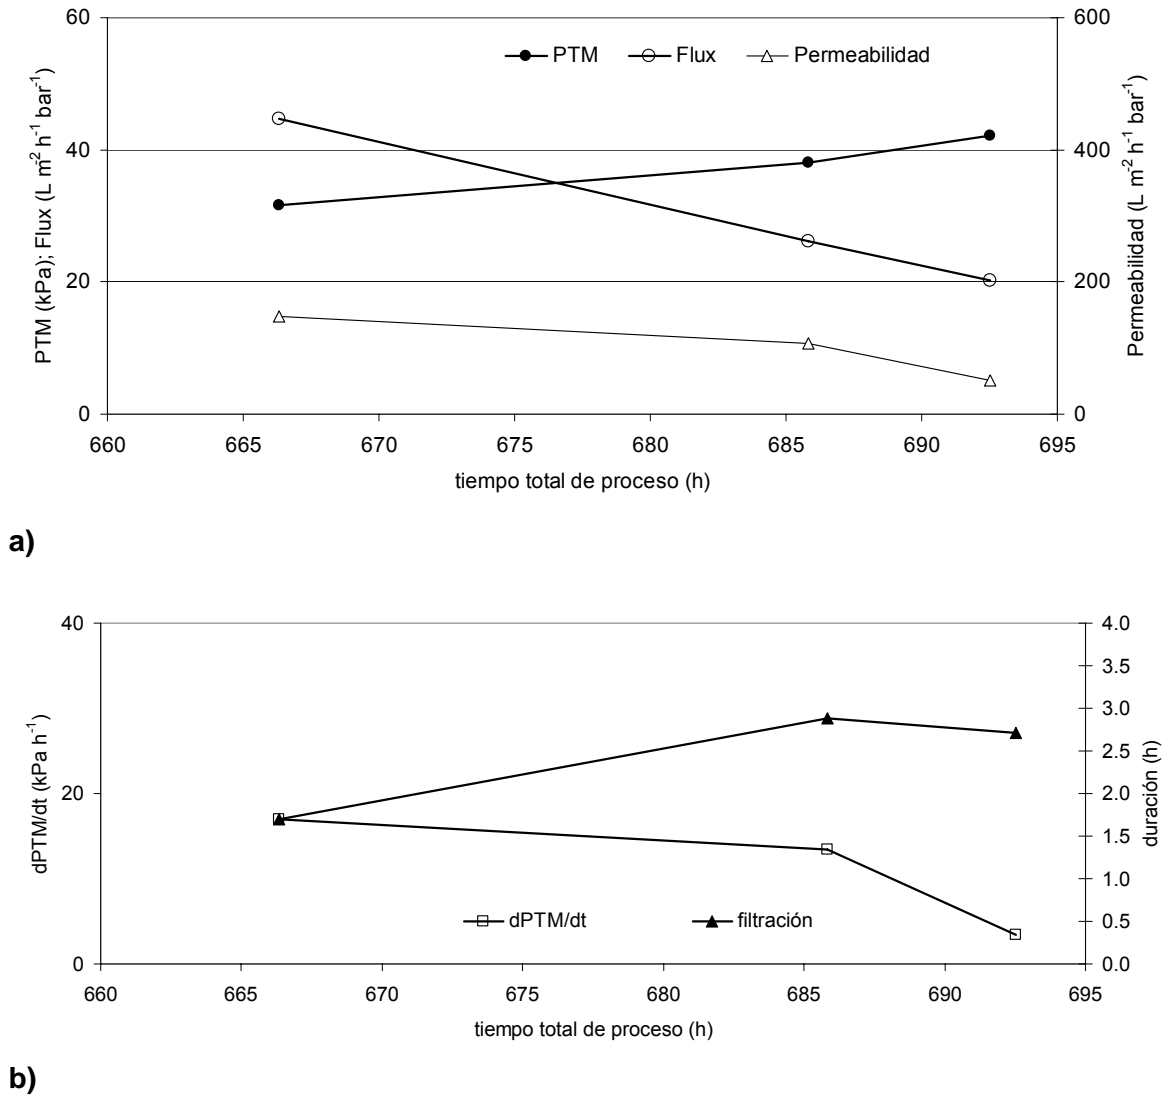 60
600
PTM
Flux
Permeabilidad
40
400
20
200
0
0
PTM (kPa); Flux (L m-2 h-1 bar-1)
Permeabilidad (L m-2 h-1 bar-1)
660 665 670 675 680 685 690 695
tiempo total de proceso (h)
a)
40
4.0
3.5
3.0
2.5
20
2.0
1.5
1.0
dPTM/dt
filtración
0.5
0
0.0
dPTM/dt (kPa h-1)
duración (h)
660 665 670 675 680 685 690 695
tiempo total de proceso (h)
b)